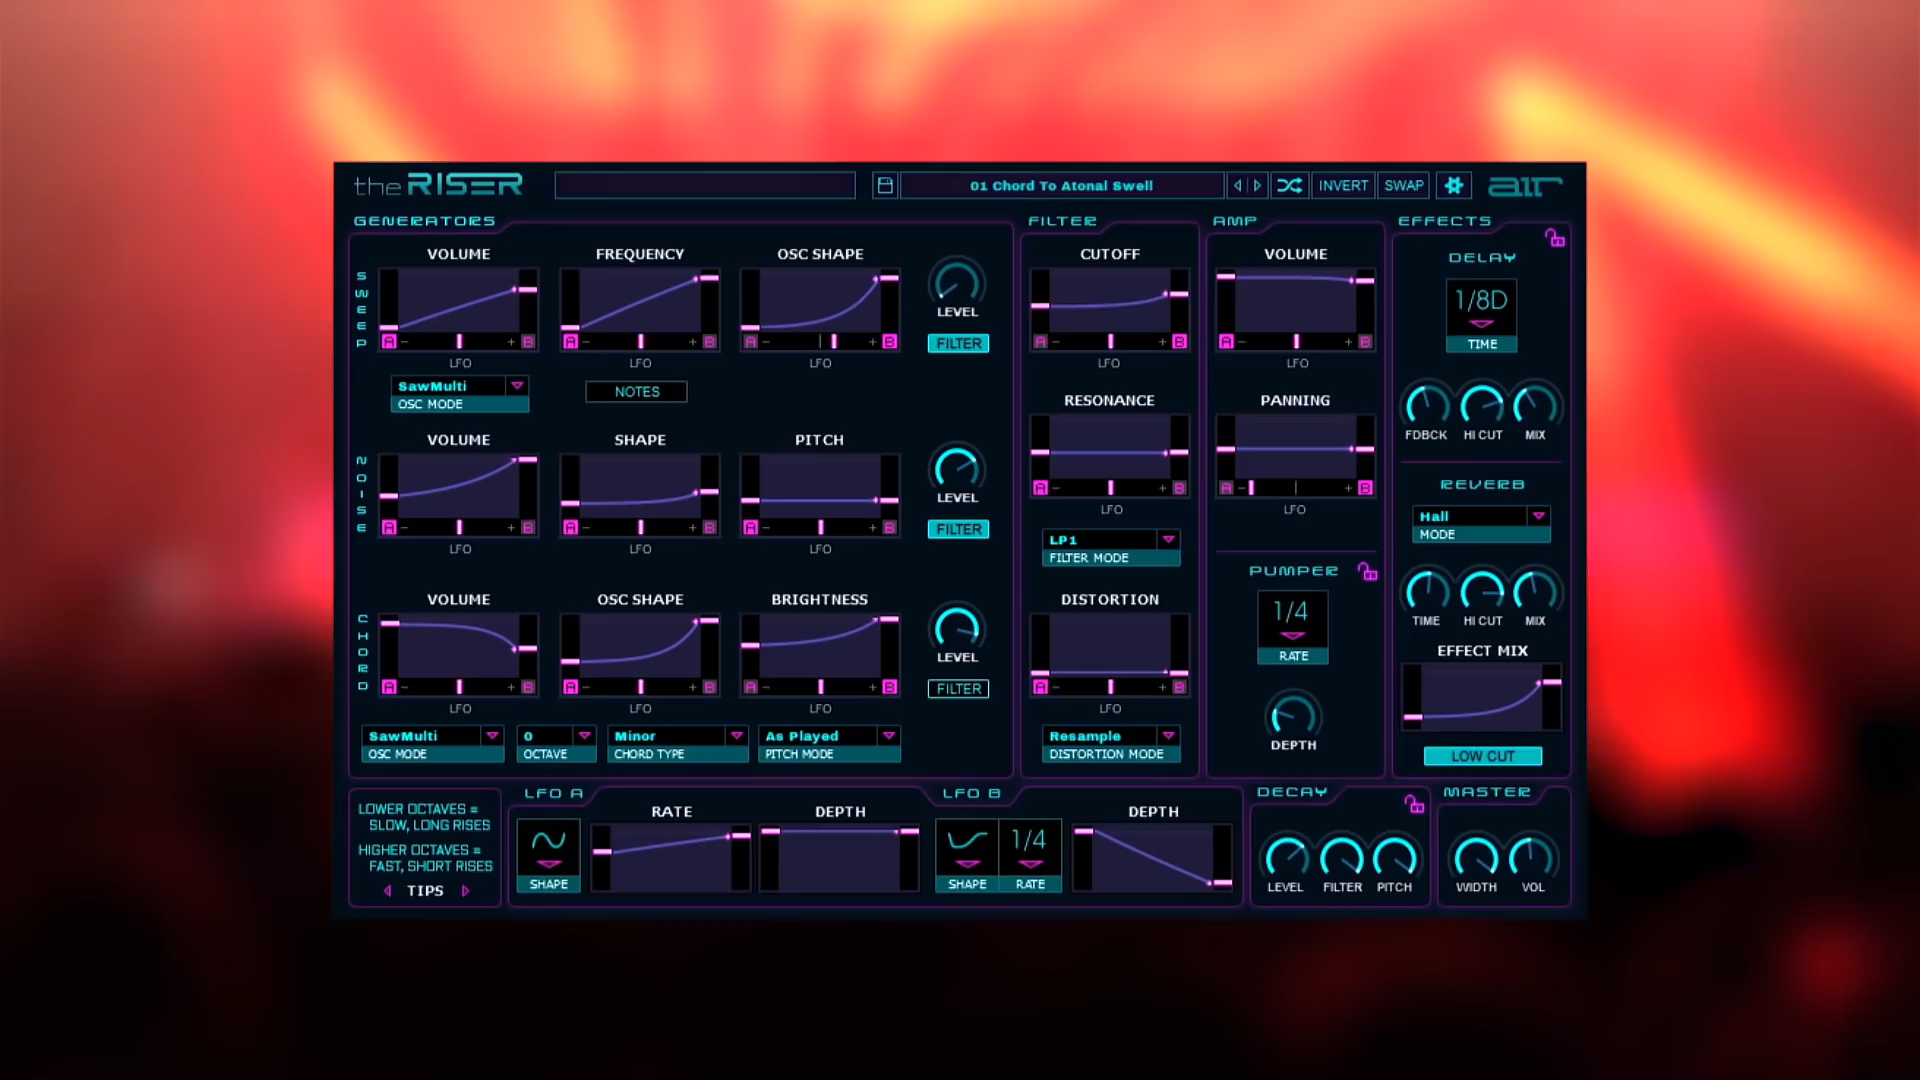 the RISER
01 Chord To Atonal Swell
INVERT
SWAP
air
GENERATORS
FILTER
AMP
EFFECTS
SWEEP
VOLUME
FREQUENCY
OSC SHAPE
LEVEL
FILTER
A - + B
A - + B
A - + B
LFO
LFO
LFO
SawMulti
OSC MODE
NOTES
NOISE
VOLUME
SHAPE
PITCH
LEVEL
FILTER
A - + B
A - + B
A - + B
LFO
LFO
LFO
CHORD
VOLUME
OSC SHAPE
BRIGHTNESS
LEVEL
FILTER
A - + B
A - + B
A - + B
LFO
LFO
LFO
SawMulti
OSC MODE
0
OCTAVE
Minor
CHORD TYPE
As Played
PITCH MODE
CUTOFF
A - + B
LFO
RESONANCE
A - + B
LFO
LP1
FILTER MODE
DISTORTION
A - + B
LFO
Resample
DISTORTION MODE
VOLUME
A - + B
LFO
PANNING
A - + B
LFO
PUMPER
1/4
RATE
DEPTH
DELAY
1/8D
TIME
FDBCK
HI CUT
MIX
REVERB
Hall
MODE
TIME
HI CUT
MIX
EFFECT MIX
LOW CUT
LOWER OCTAVES =
SLOW, LONG RISES
HIGHER OCTAVES =
FAST, SHORT RISES
TIPS
LFO A
SHAPE
RATE
DEPTH
LFO B
SHAPE
1/4
RATE
DEPTH
DECAY
LEVEL
FILTER
PITCH
MASTER
WIDTH
VOL